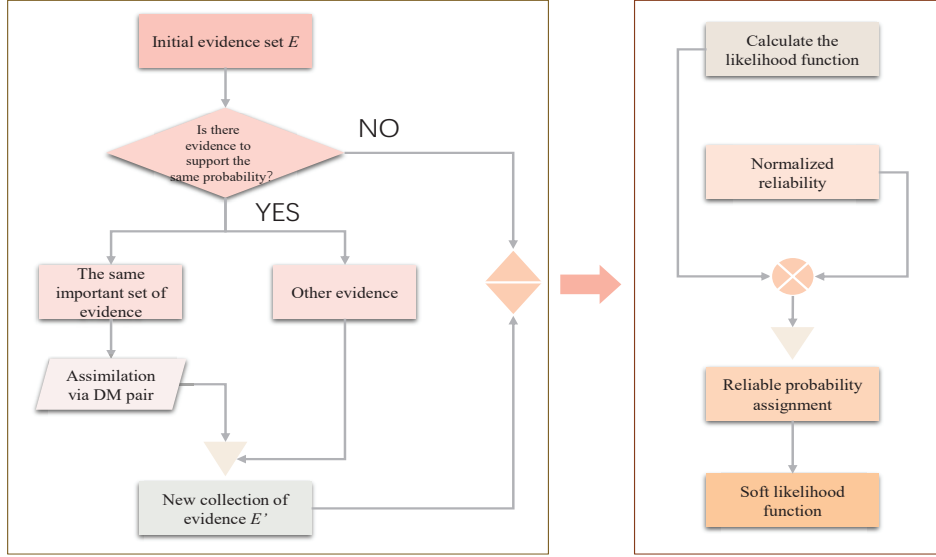 Initial evidence set E
Is there
evidence to
support the
same probability?
NO
YES
The same
important set of
evidence
Other evidence
Assimilation
via DM pair
New collection of
evidence E'
Calculate the
likelihood function
Normalized
reliability
Reliable probability
assignment
Soft likelihood
function